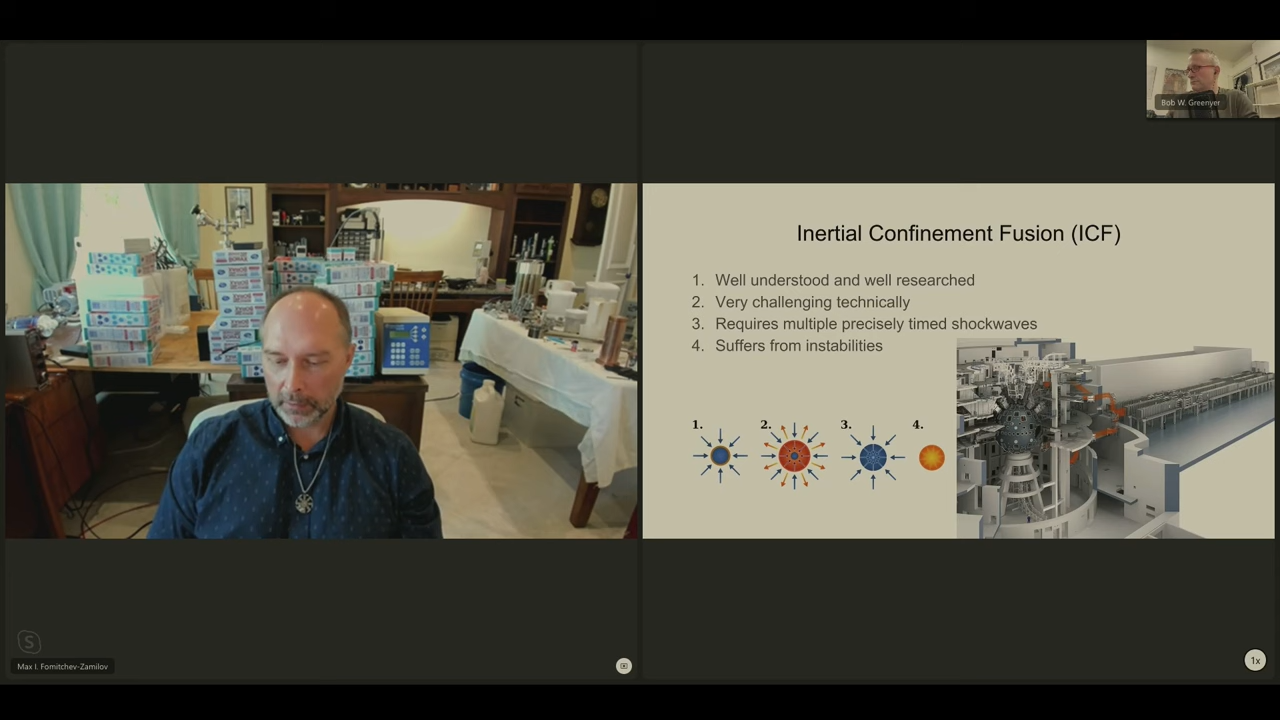 Bob W. Greenyer
Inertial Confinement Fusion (ICF)
1. Well understood and well researched
2. Very challenging technically
3. Requires multiple precisely timed shockwaves
4. Suffers from instabilities
1. 2. 3. 4.
S
Max I. Fomitchev-Zamilov
1x